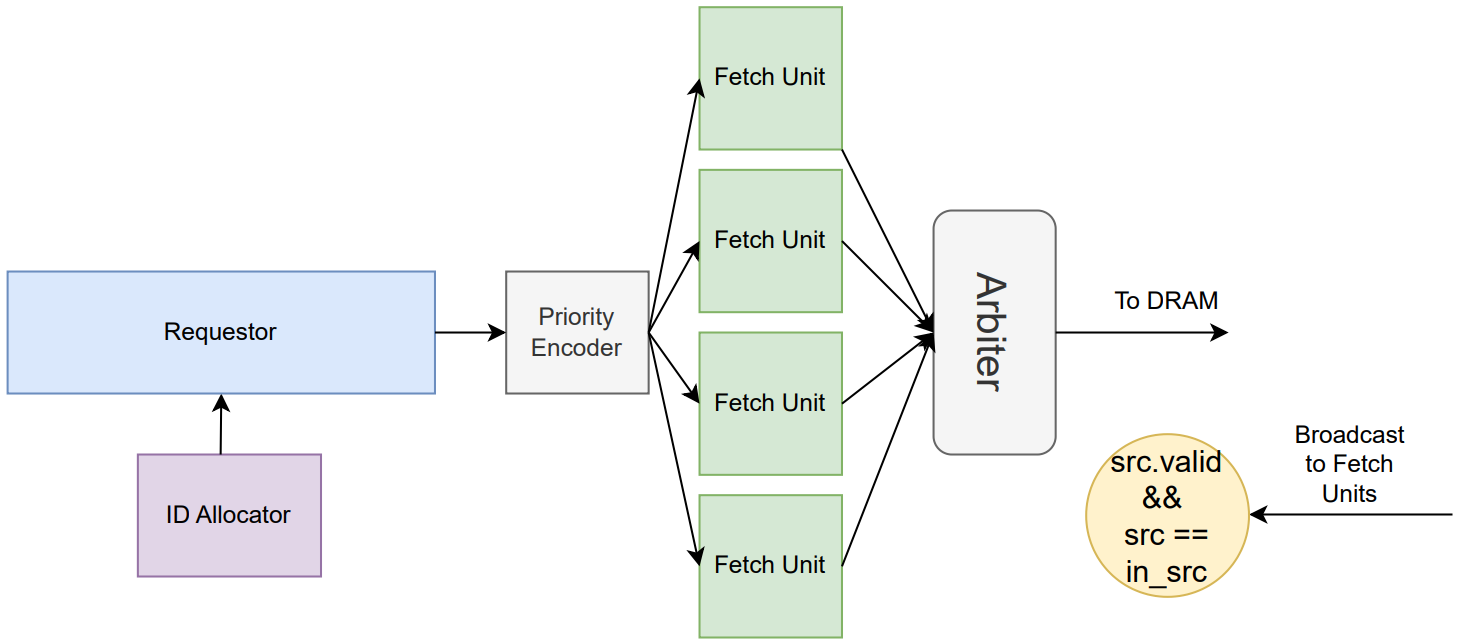 Fetch Unit
Fetch Unit
Requestor
Priority
Encoder
Arbiter
To DRAM
Fetch Unit
ID Allocator
Fetch Unit
Broadcast
to Fetch
Units
src.valid
&&
src ==
in_src